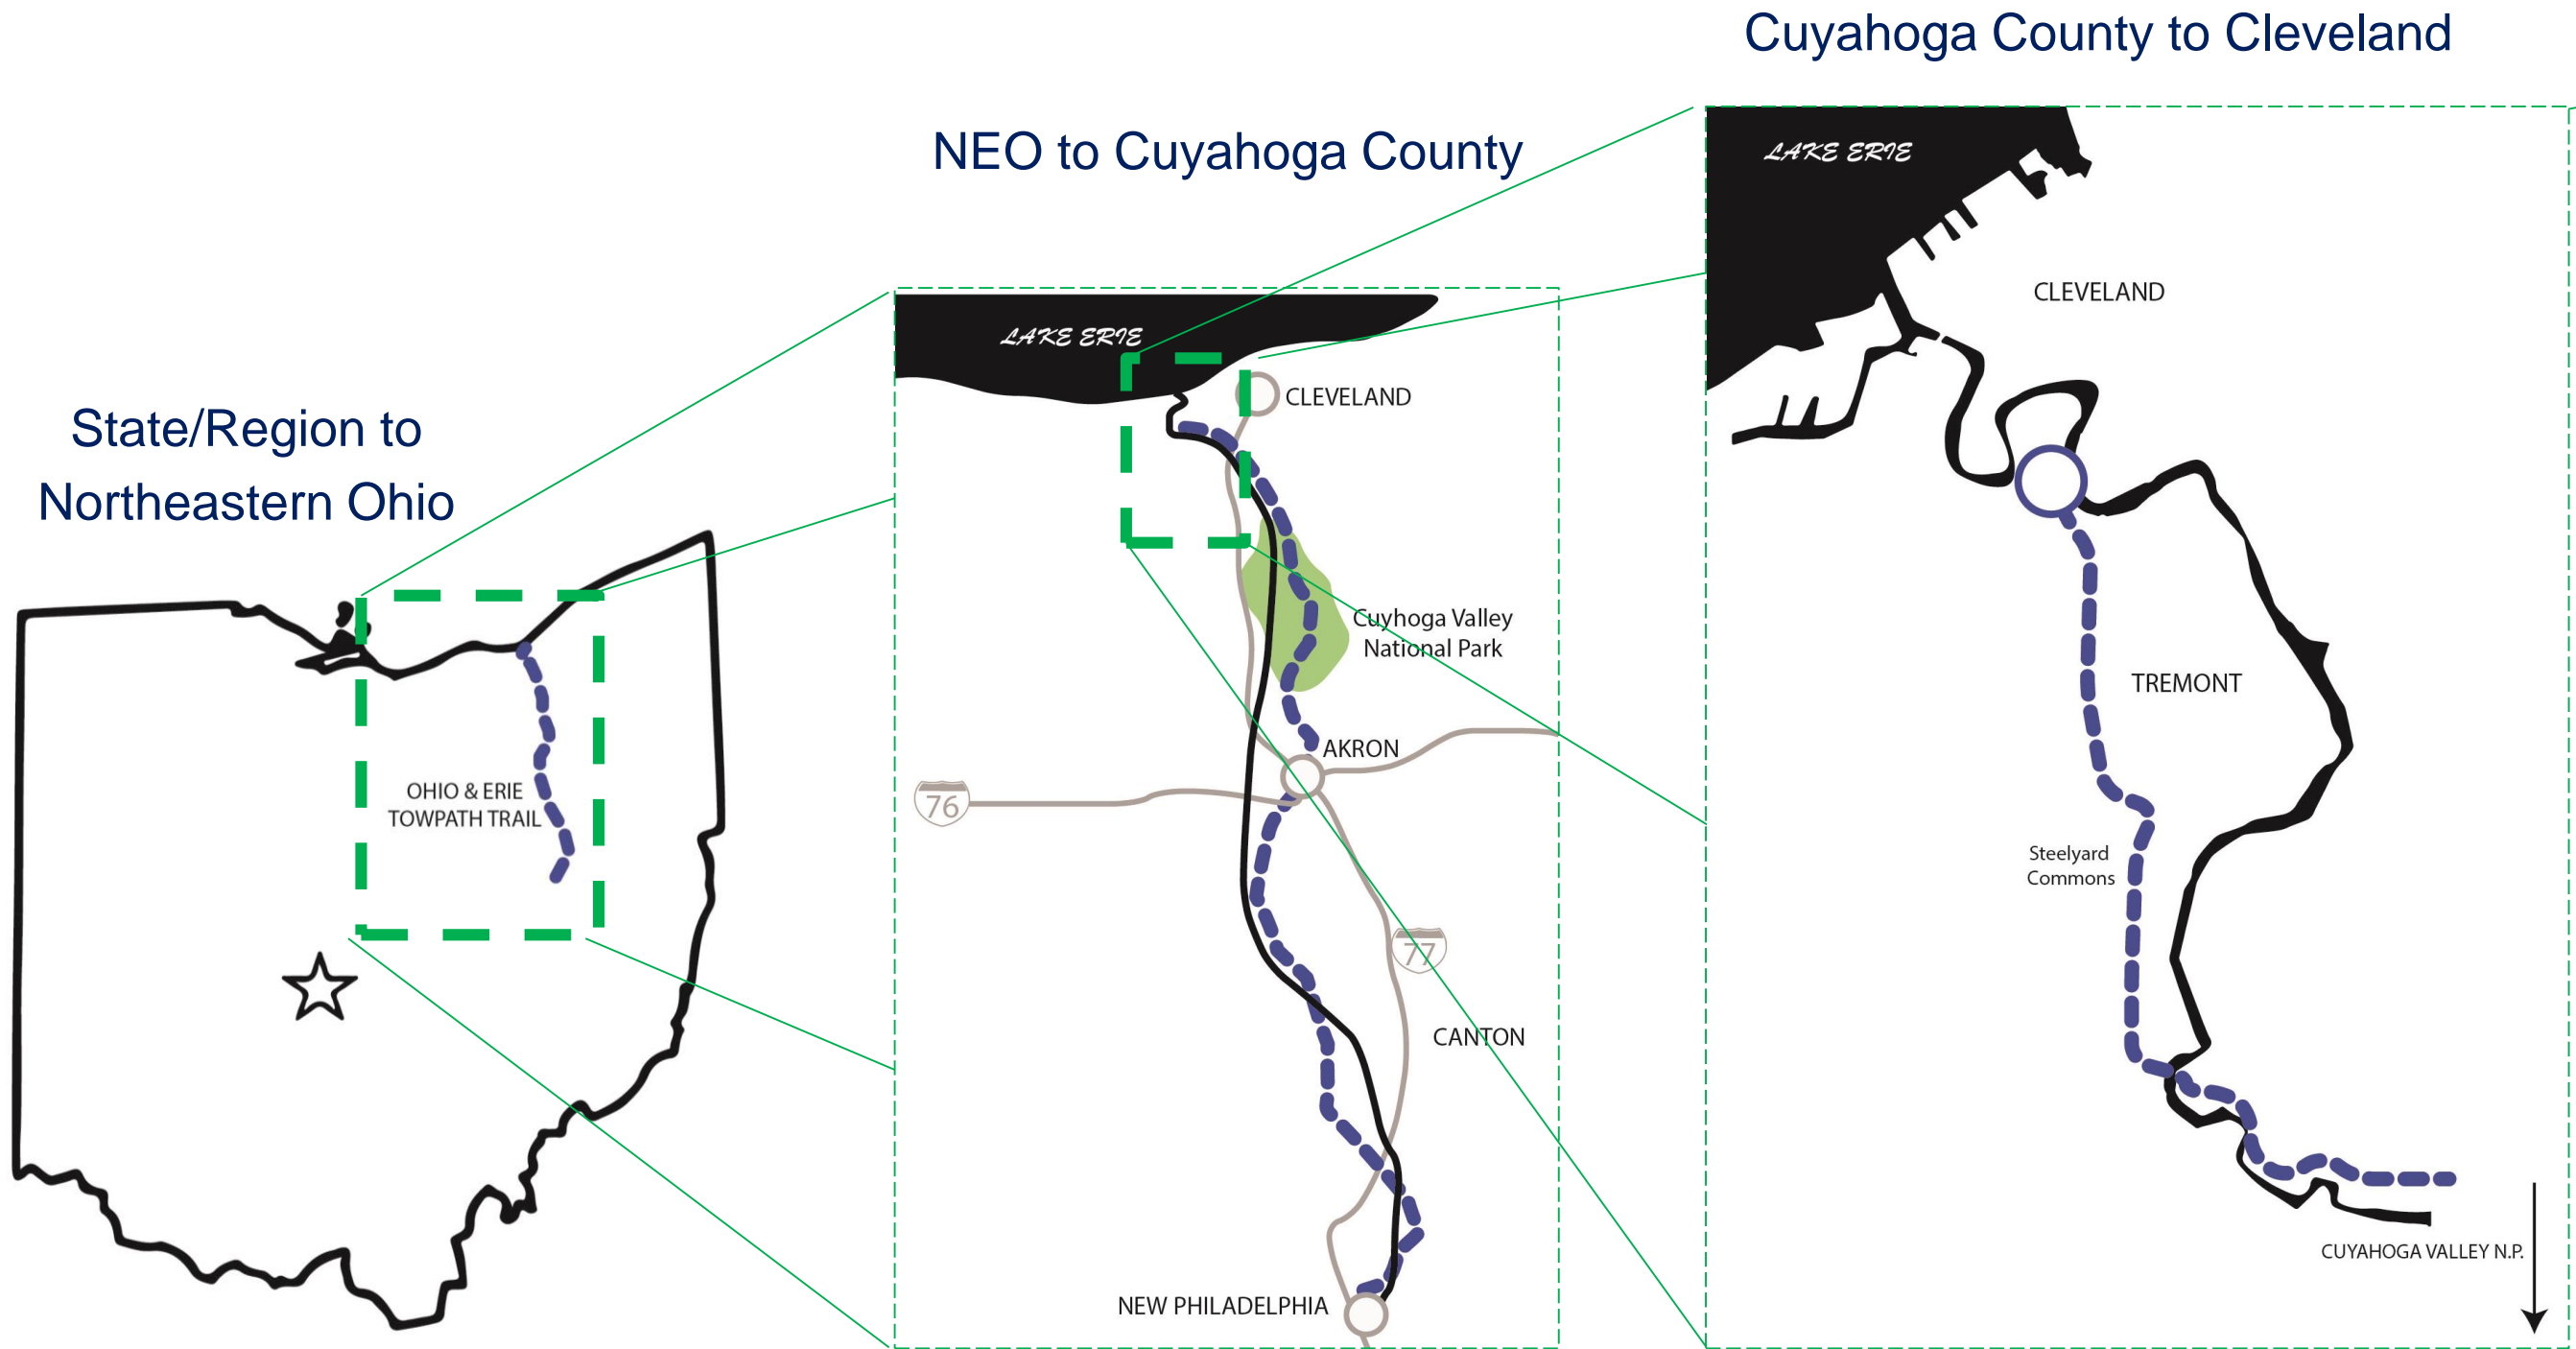 State/Region to
Northeastern Ohio
OHIO & ERIE
TOWPATH TRAIL
NEO to Cuyahoga County
LAKE ERIE
CLEVELAND
Cuyhoga Valley
National Park
AKRON
76
77
CANTON
NEW PHILADELPHIA
Cuyahoga County to Cleveland
LAKE ERIE
CLEVELAND
TREMONT
Steelyard
Commons
CUYAHOGA VALLEY N.P.